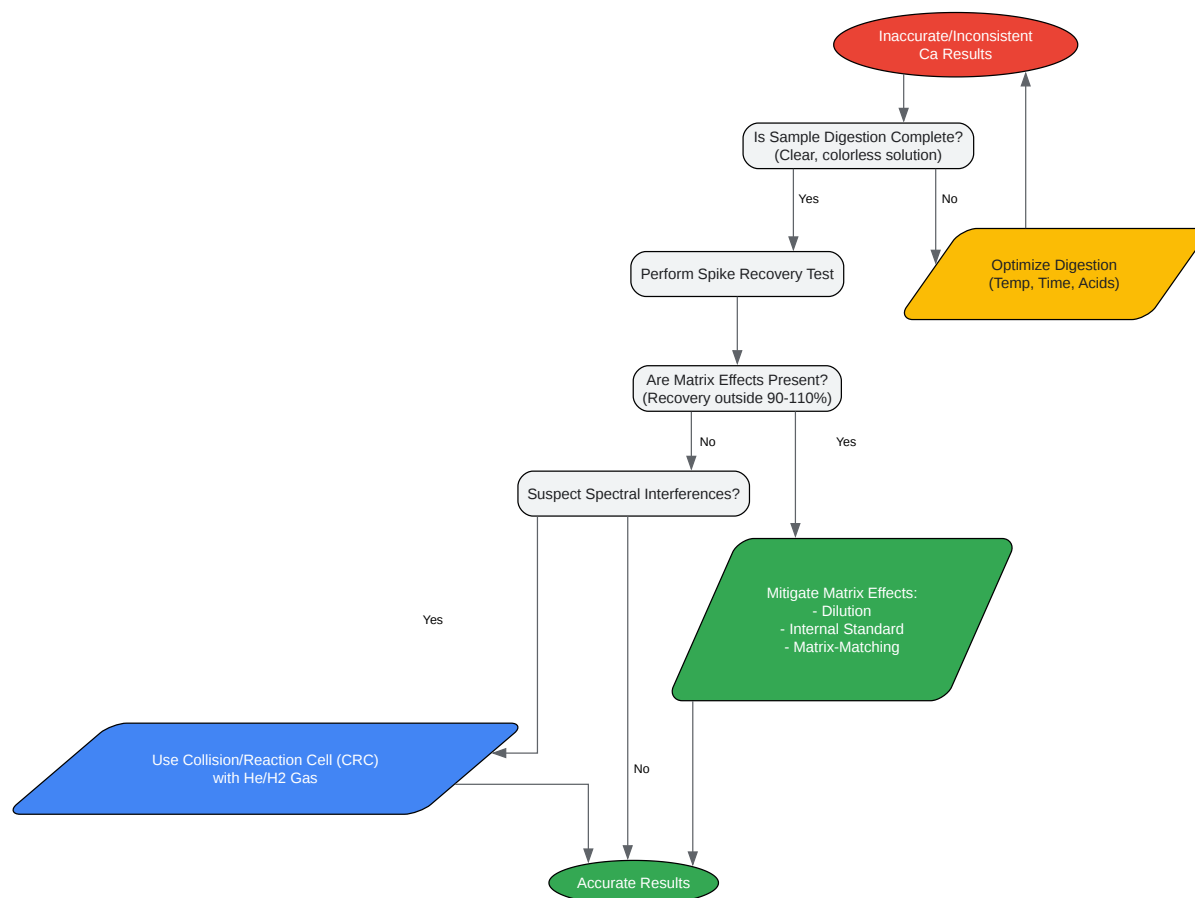 Inaccurate/Inconsistent
Ca Results
Is Sample Digestion Complete?
(Clear, colorless solution)
Yes
No
Optimize Digestion
(Temp, Time, Acids)
Perform Spike Recovery Test
Are Matrix Effects Present?
(Recovery outside 90-110%)
No
Yes
Suspect Spectral Interferences?
Mitigate Matrix Effects:
- Dilution
- Internal Standard
- Matrix-Matching
Yes
Use Collision/Reaction Cell (CRC)
with He/H2 Gas
No
Accurate Results